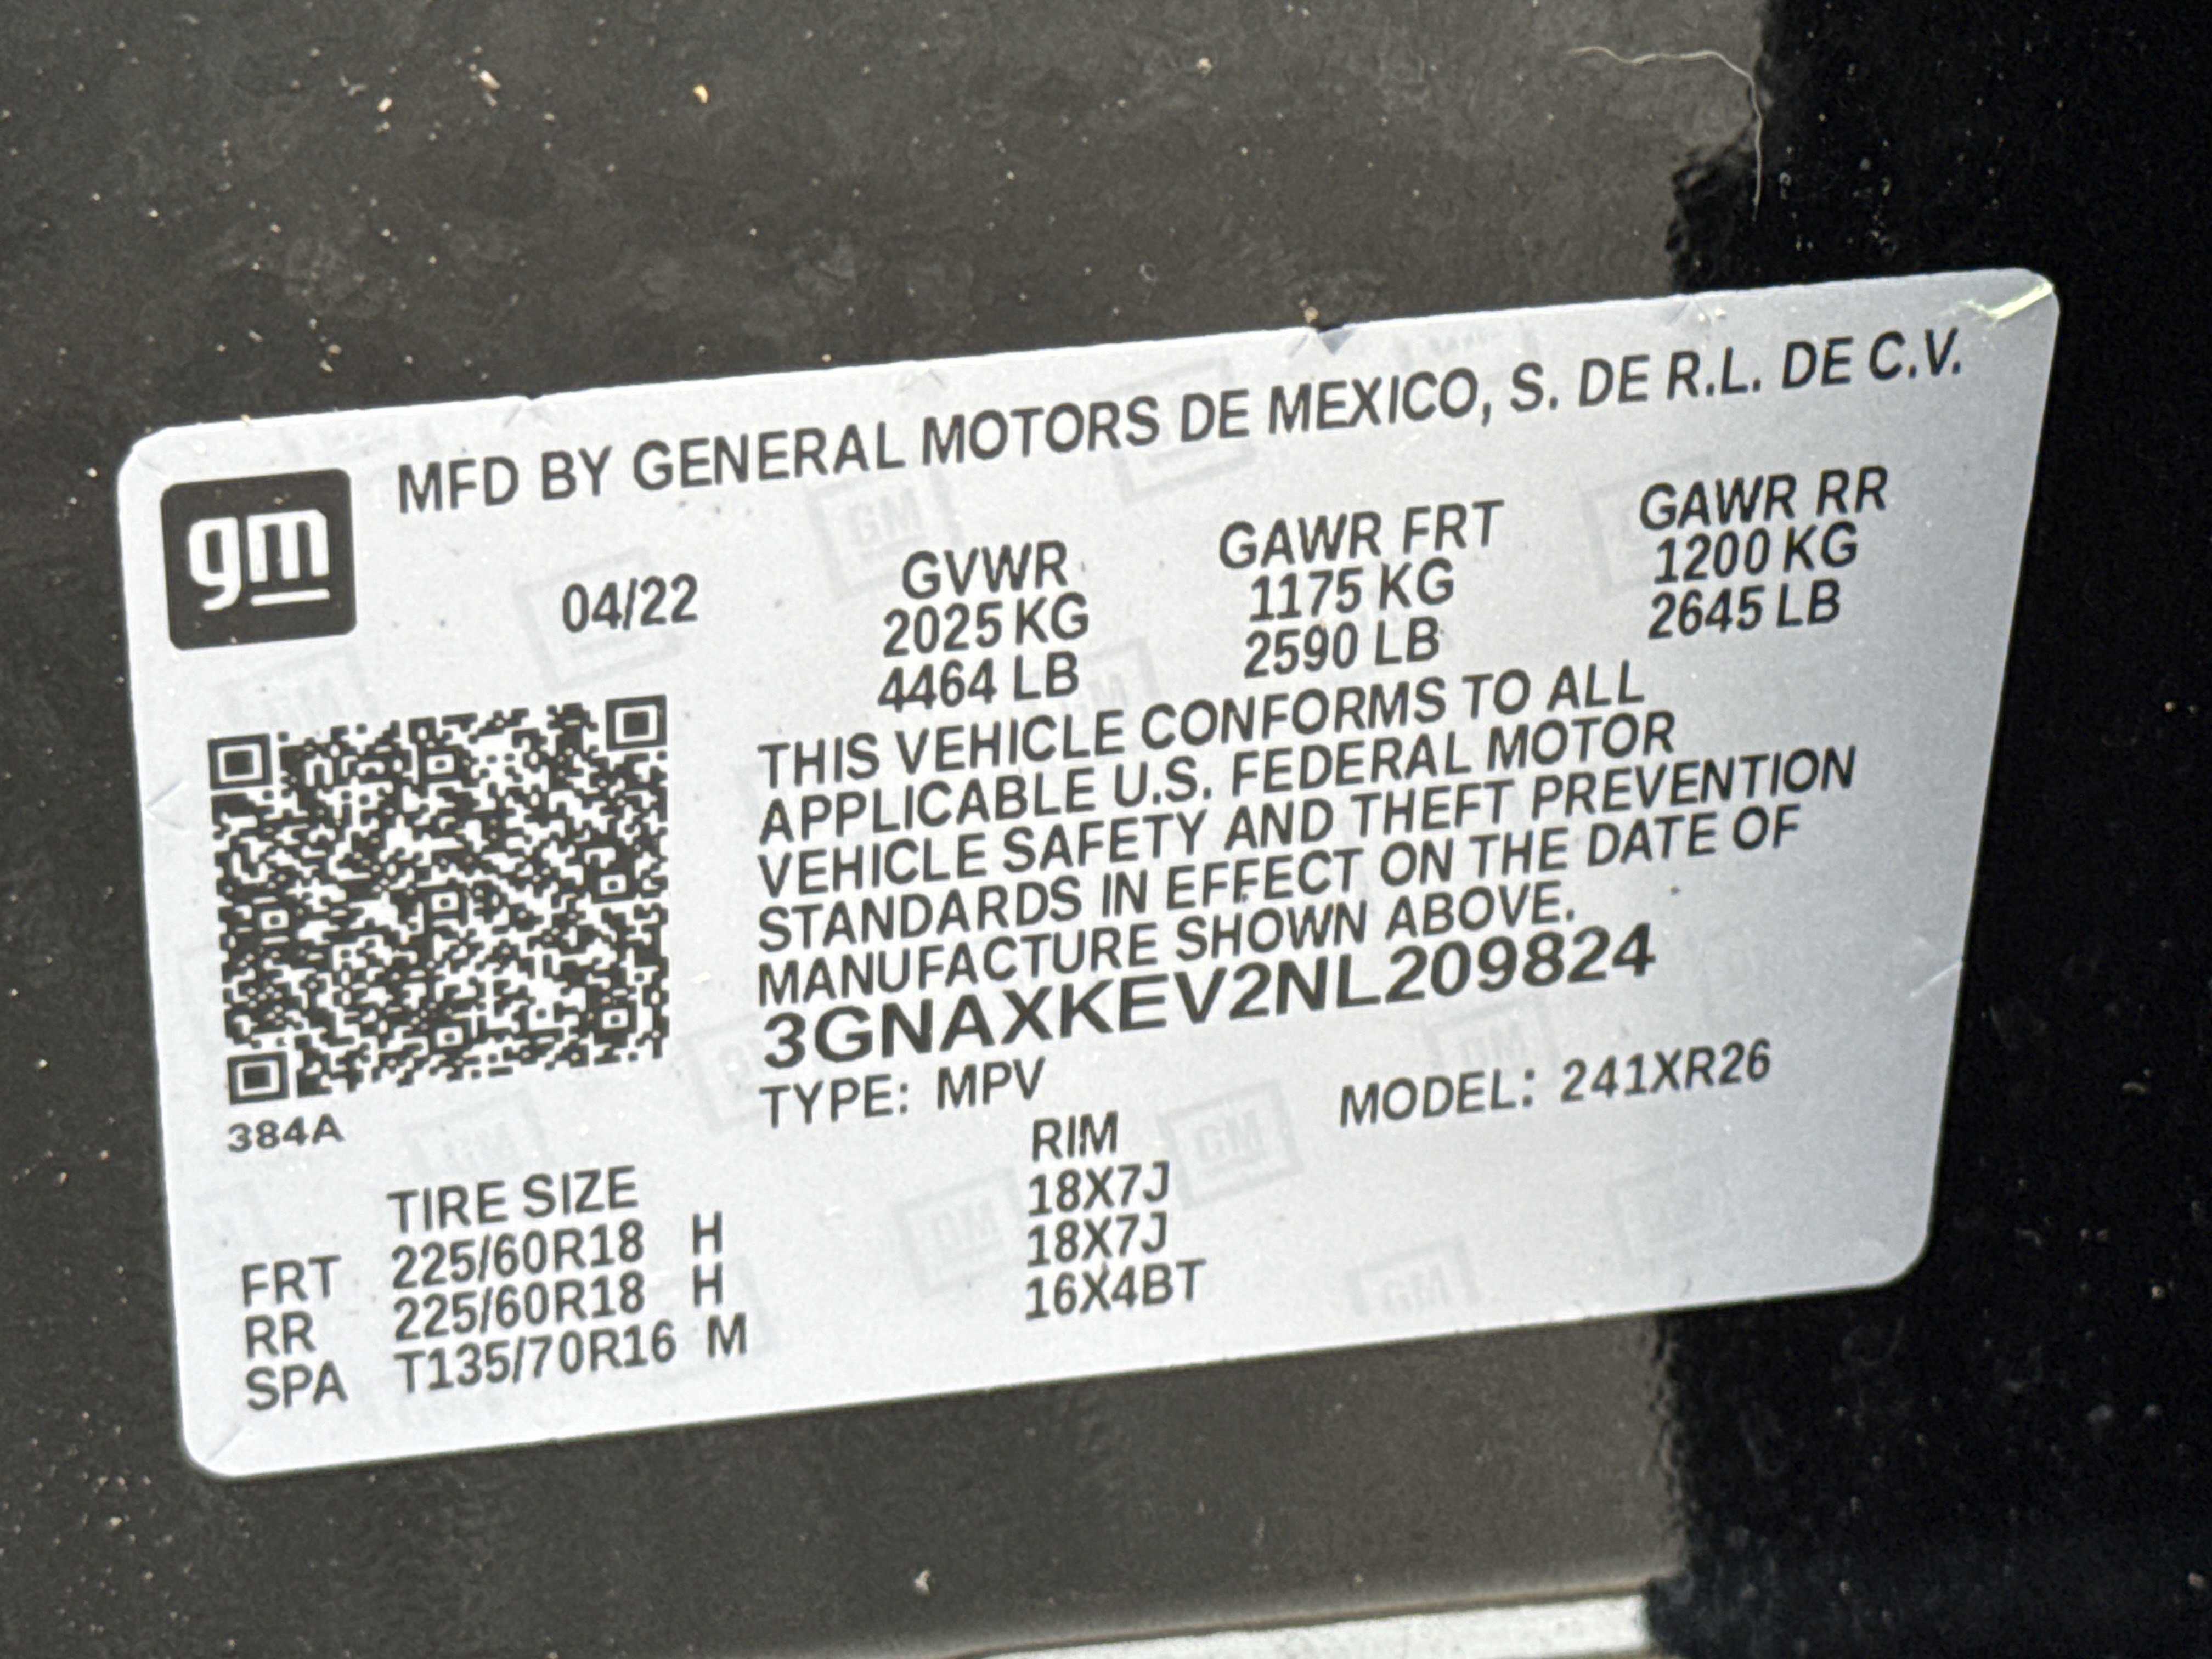 gm
MFD BY GENERAL MOTORS DE MEXICO, S. DE R.L. DE C.V.
04/22 GVWR GAWR FRT GAWR RR
2025 KG 1175 KG 1200 KG
4464 LB 2590 LB 2645 LB
THIS VEHICLE CONFORMS TO ALL
APPLICABLE U.S. FEDERAL MOTOR
VEHICLE SAFETY AND THEFT PREVENTION
STANDARDS IN EFFECT ON THE DATE OF
MANUFACTURE SHOWN ABOVE.
3GNAXKEV2NL209824
TYPE: MPV MODEL: 241XR26
384A
TIRE SIZE RIM
FRT 225/60R18 H 18X7J
RR 225/60R18 H 18X7J
SPA T135/70R16 M 16X4BT